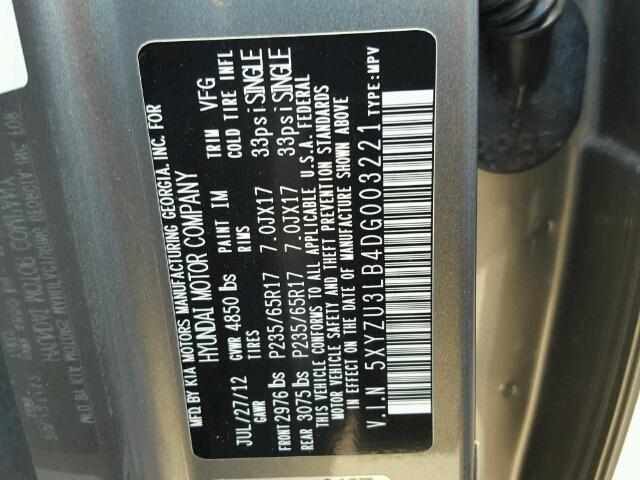 MFD BY KIA MOTORS MANUFACTURING GEORGIA. INC. FOR
HYUNDAI MOTOR COMPANY
JUL/27/12 GVWR 4850 lbs PAINT IM TRIM VFG
GAWR TIRES RIMS COLD TIRE INFL
FRONT 2976 lbs P235/65R17 7.0JX17 33psi SINGLE
REAR 3075 lbs P235/65R17 7.0JX17 33psi SINGLE
THIS VEHICLE CONFORMS TO ALL APPLICABLE U.S.A. FEDERAL
MOTOR VEHICLE SAFETY AND THEFT PREVENTION STANDARDS
IN EFFECT ON THE DATE OF MANUFACTURE SHOWN ABOVE
V.I.N 5XYZU3LB4DG003221 TYPE:MPV